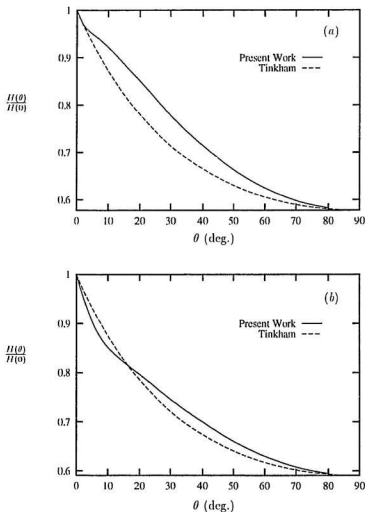 1
0.9
0.8
0.7
0.6
0 10 20 30 40 50 60 70 80 90
H(θ)
H(0)
θ (deg.)
(a)
Present Work
Tinkham
1
0.9
0.8
0.7
0.6
0 10 20 30 40 50 60 70 80 90
H(θ)
H(0)
θ (deg.)
(b)
Present Work
Tinkham